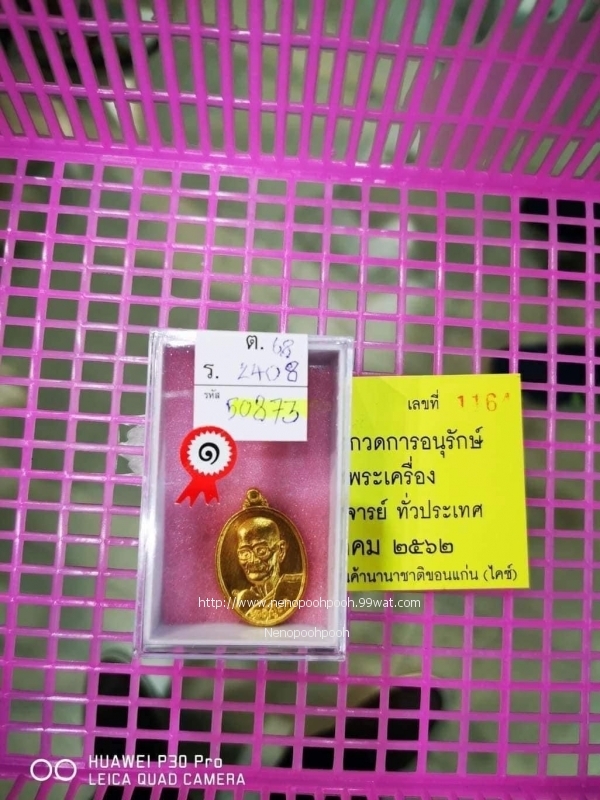 ต. 68
ร. 2408
รหัส 50873
๑
เลขที่ 1164
กวดการอนุรักษ์
พระเครื่อง
จารย์ ทั่วประเทศ
คม ๒๕๖๒
นค้านานาชาติขอนแก่น (ไคซ์)
http://www.nenopoohpooh.99wat.com
Nenopoohpooh
HUAWEI P30 Pro
LEICA QUAD CAMERA